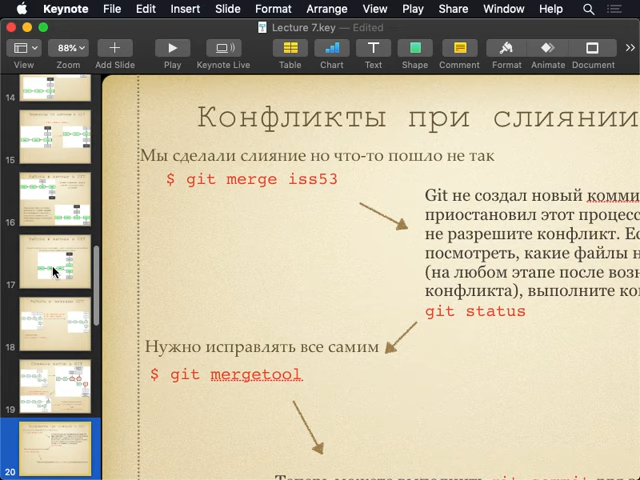 Keynote File Edit Insert Slide Format Arrange View Play Share Window Help
Lecture 7.key — Edited
88%
View Zoom Add Slide Play Keynote Live Table Chart Text Shape Comment Format Animate Document
14
15
16
17
18
19
20
Конфликты при слиянии
Мы сделали слияние но что-то пошло не так
$ git merge iss53
Git не создал новый
приостановил этот
не разрешите конфликт.
посмотреть, какие файлы
(на любом этапе после
конфликта), выполните
git status
Нужно исправлять все самим
$ git mergetool